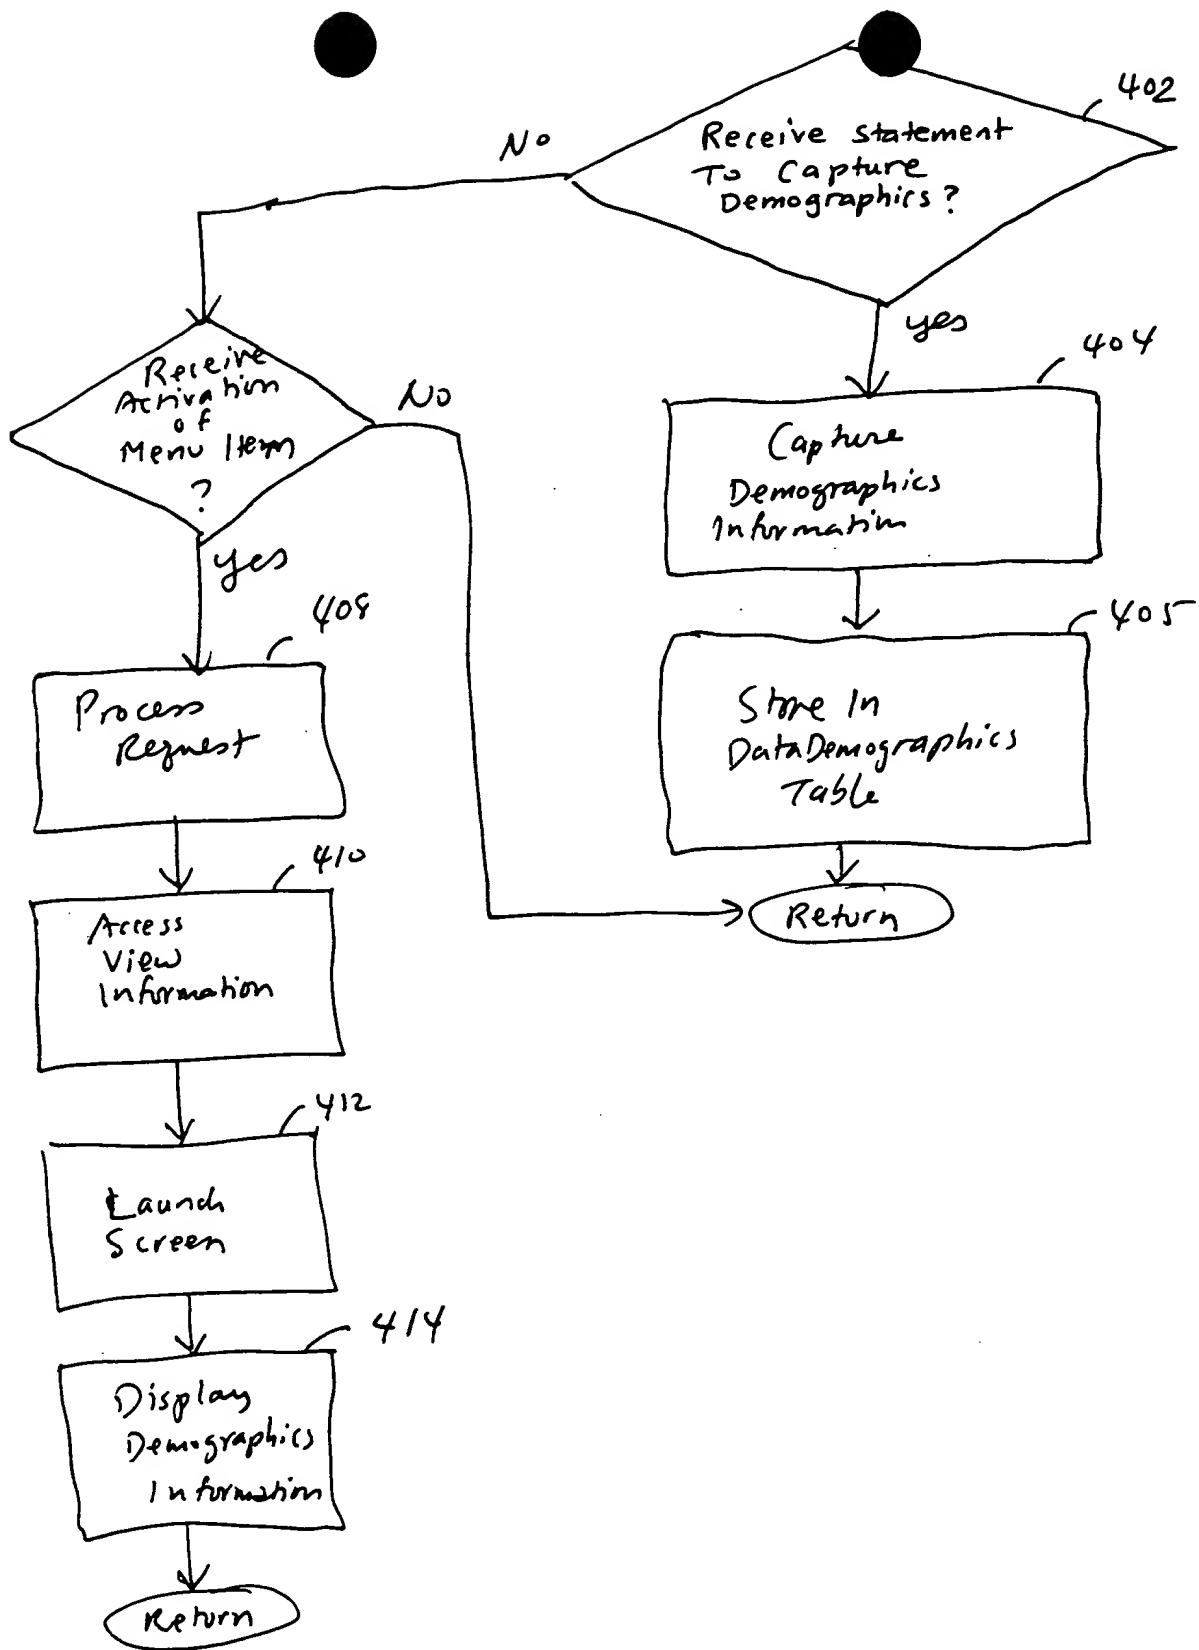 402
Receive statement
To Capture
Demographics?
No
yes
404
Capture
Demographics
Information
405
Store In
DataDemographics
Table
Return
Receive
Activation
of
Menu Item
?
No
yes
408
Process
Request
410
Access
View
Information
412
Launch
Screen
414
Display
Demographics
Information
Return